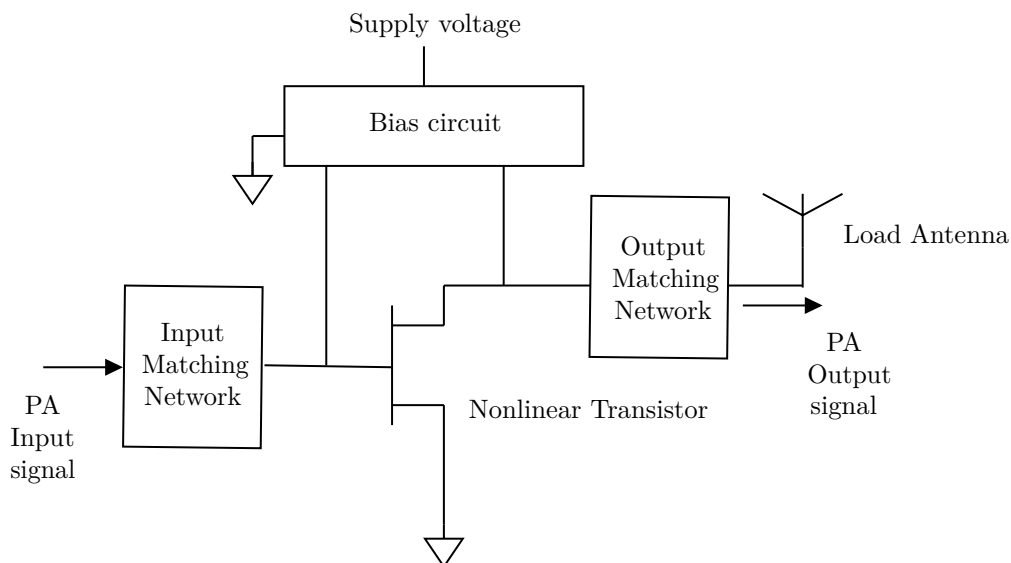 Supply voltage
Bias circuit
Output
Matching
Network
Load Antenna
Input
Matching
Network
PA
Input
signal
Nonlinear Transistor
PA
Output
signal